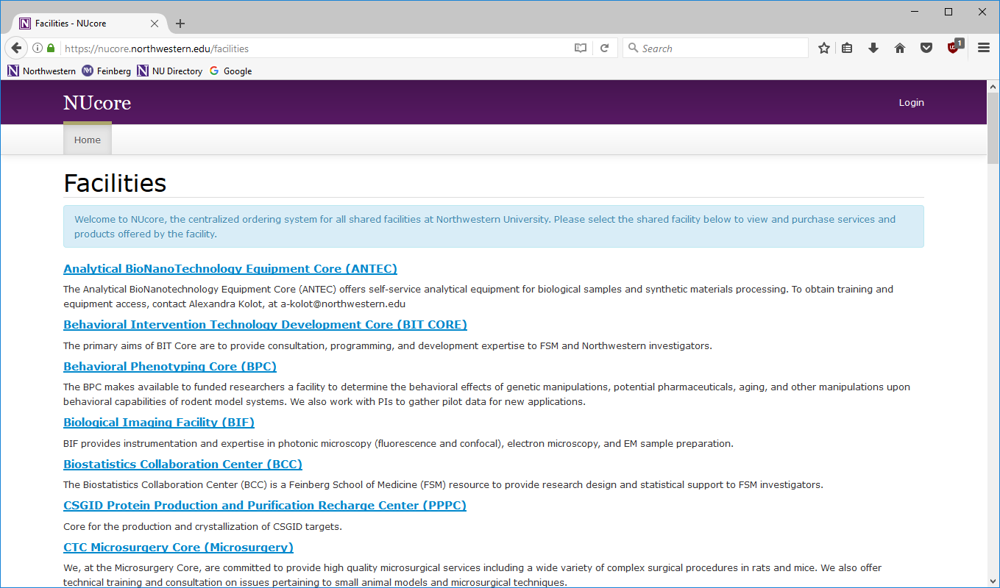 Facilities - NUcore
https://nucore.northwestern.edu/facilities
Search
1
Northwestern Feinberg NU Directory Google
NUcore
Login
Home
Facilities
Welcome to NUcore, the centralized ordering system for all shared facilities at Northwestern University. Please select the shared facility below to view and purchase services and
products offered by the facility.
Analytical BioNanoTechnology Equipment Core (ANTEC)
The Analytical BioNanotechnology Equipment Core (ANTEC) offers self-service analytical equipment for biological samples and synthetic materials processing. To obtain training and
equipment access, contact Alexandra Kolot, at a-kolot@northwestern.edu
Behavioral Intervention Technology Development Core (BIT CORE)
The primary aims of BIT Core are to provide consultation, programming, and development expertise to FSM and Northwestern investigators.
Behavioral Phenotyping Core (BPC)
The BPC makes available to funded researchers a facility to determine the behavioral effects of genetic manipulations, potential pharmaceuticals, aging, and other manipulations upon
behavioral capabilities of rodent model systems. We also work with PIs to gather pilot data for new applications.
Biological Imaging Facility (BIF)
BIF provides instrumentation and expertise in photonic microscopy (fluorescence and confocal), electron microscopy, and EM sample preparation.
Biostatistics Collaboration Center (BCC)
The Biostatistics Collaboration Center (BCC) is a Feinberg School of Medicine (FSM) resource to provide research design and statistical support to FSM investigators.
CSGID Protein Production and Purification Recharge Center (PPPC)
Core for the production and crystallization of CSGID targets.
CTC Microsurgery Core (Microsurgery)
We, at the Microsurgery Core, are committed to provide high quality microsurgical services including a wide variety of complex surgical procedures in rats and mice. We also offer
technical training and consultation on issues pertaining to small animal models and microsurgical techniques.